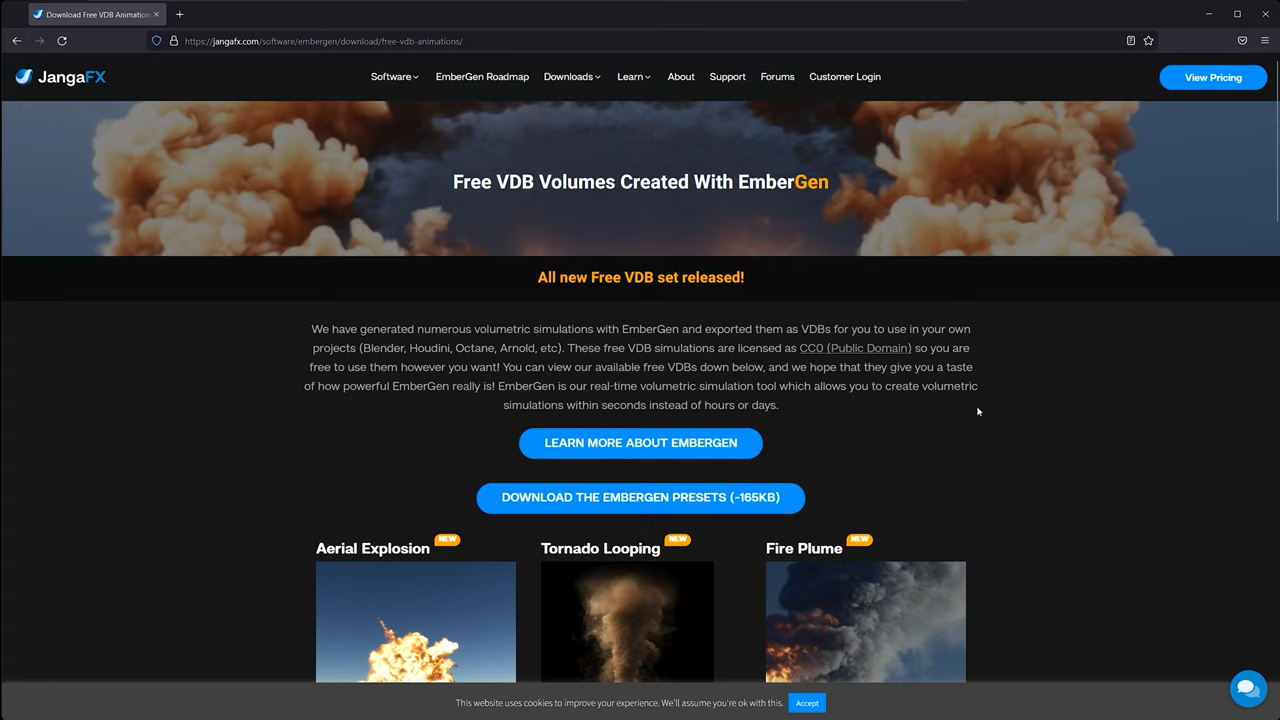 Download Free VDB Animation
https://jangafx.com/software/embergen/download/free-vdb-animations/
JangaFX
Software
EmberGen Roadmap
Downloads
Learn
About
Support
Forums
Customer Login
View Pricing
Free VDB Volumes Created With EmberGen
All new Free VDB set released!
We have generated numerous volumetric simulations with EmberGen and exported them as VDBs for you to use in your own
projects (Blender, Houdini, Octane, Arnold, etc). These free VDB simulations are licensed as CC0 (Public Domain) so you are
free to use them however you want! You can view our available free VDBs down below, and we hope that they give you a taste
of how powerful EmberGen really is! EmberGen is our real-time volumetric simulation tool which allows you to create volumetric
simulations within seconds instead of hours or days.
LEARN MORE ABOUT EMBERGEN
DOWNLOAD THE EMBERGEN PRESETS (~165KB)
Aerial Explosion NEW
Tornado Looping NEW
Fire Plume NEW
This website uses cookies to improve your experience. We'll assume you're ok with this.
Accept